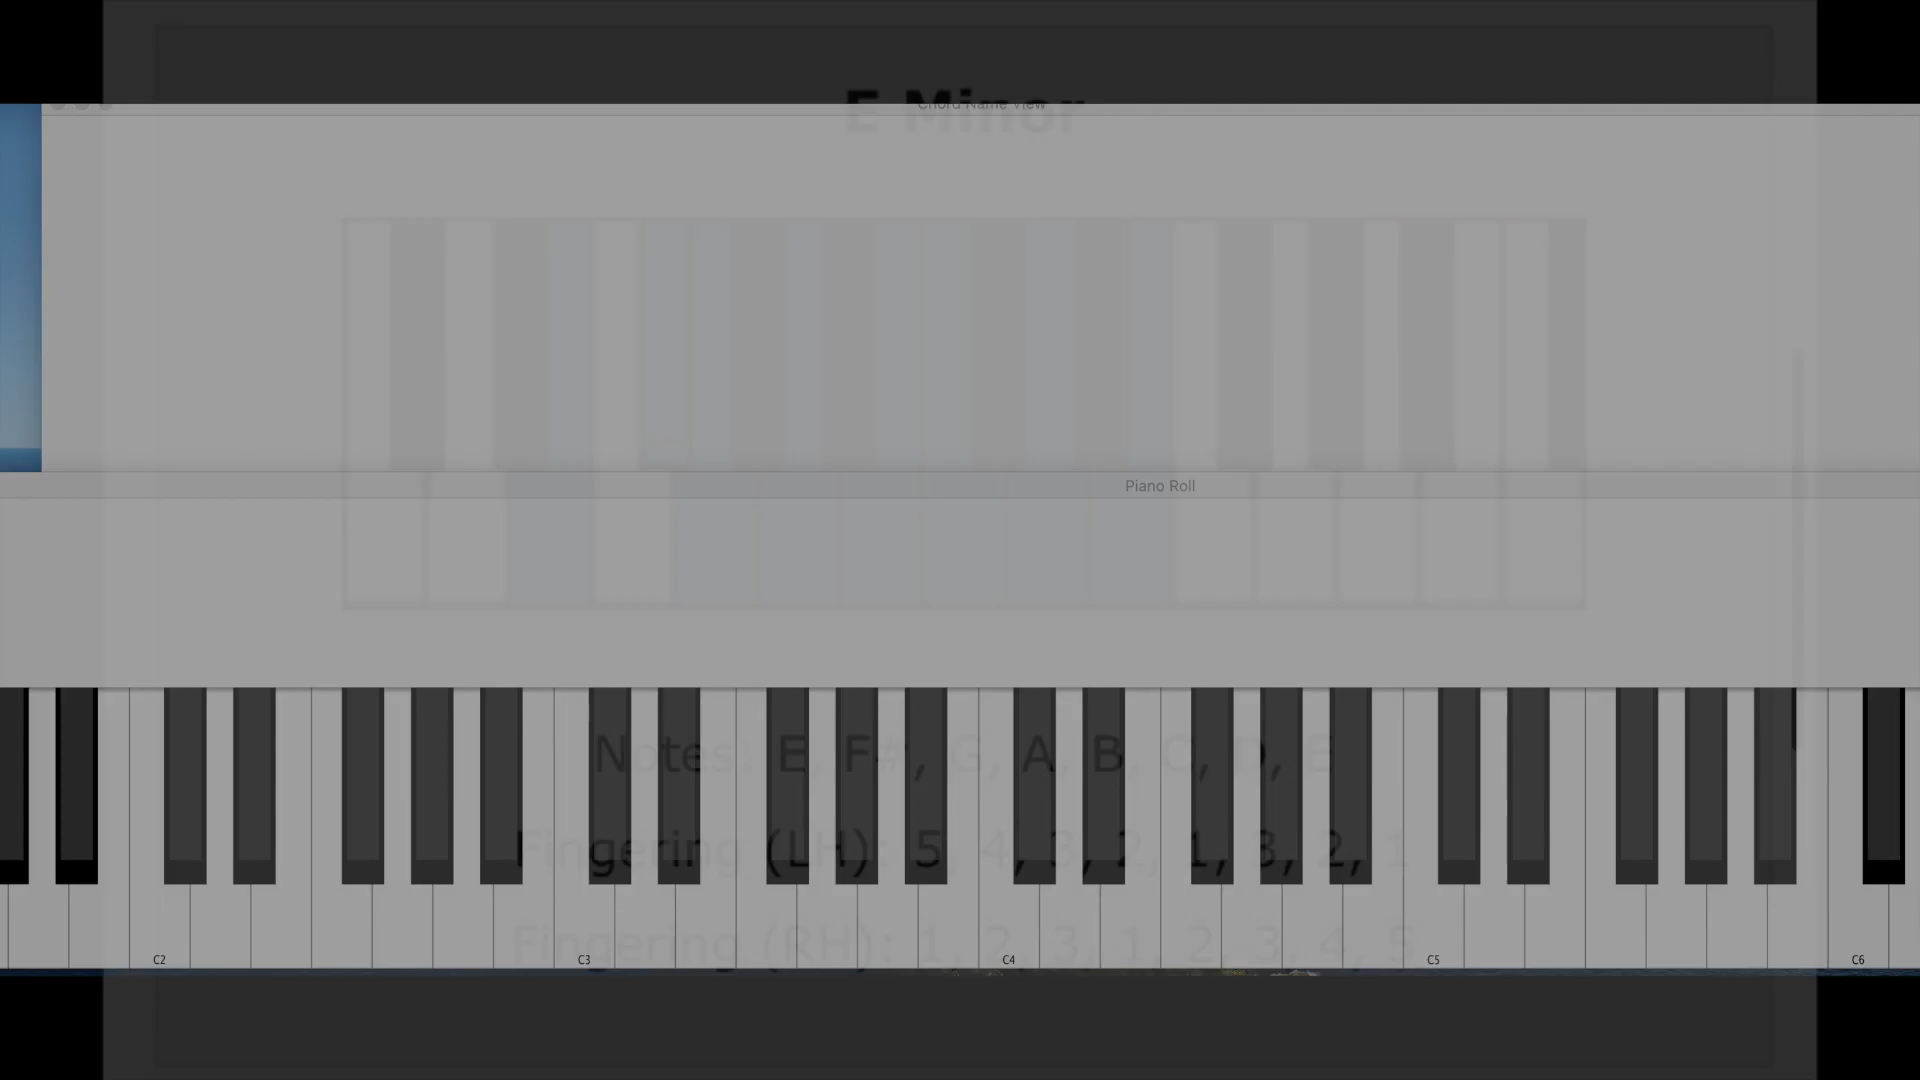 E Minor
Chord Name View
Piano Roll
Notes: E, F#, G, A, B, C, D, E
Fingering (LH): 5, 4, 3, 2, 1, 3, 2, 1
Fingering (RH): 1, 2, 3, 1, 2, 3, 4, 5
C2 C3 C4 C5 C6